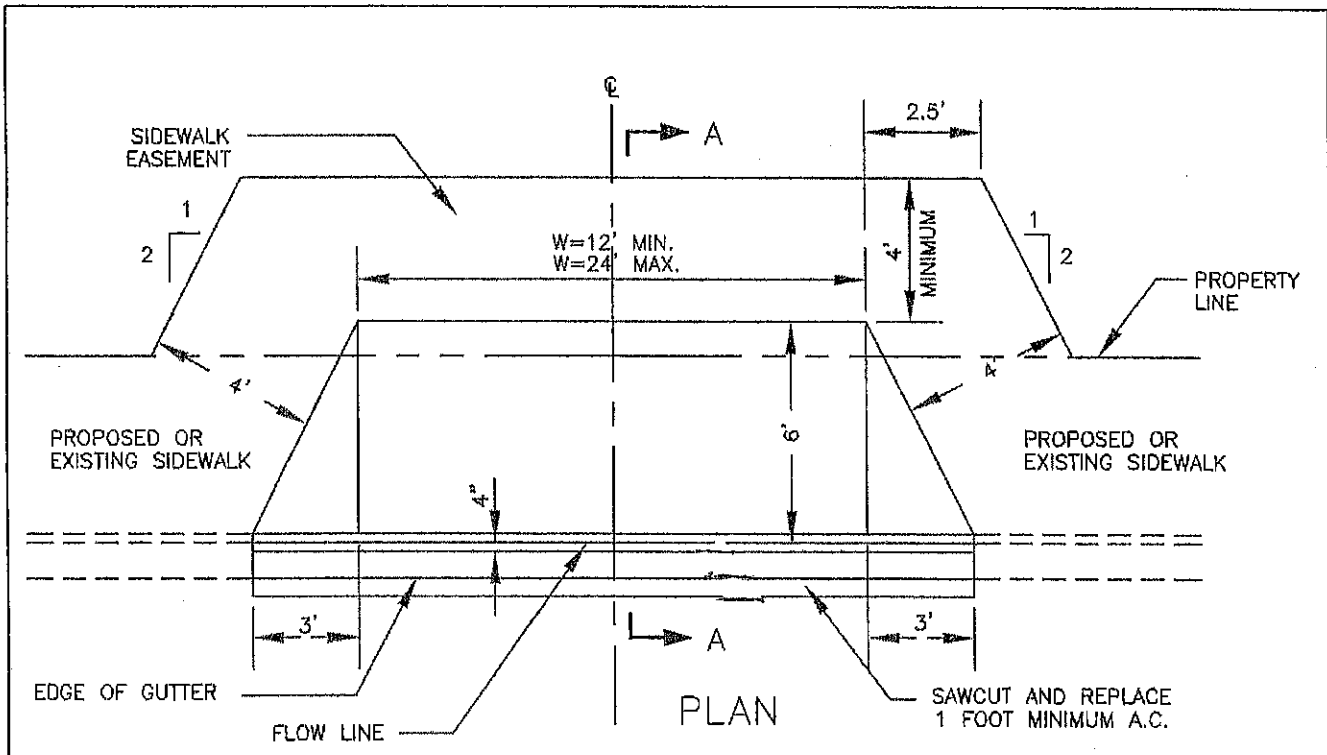 ℄
2.5'
A
SIDEWALK
EASEMENT
1
2
W=12' MIN.
W=24' MAX.
4'
MINIMUM
1
2
PROPERTY
LINE
4'
4'
PROPOSED OR
EXISTING SIDEWALK
6'
PROPOSED OR
EXISTING SIDEWALK
4"
3'
A
3'
EDGE OF GUTTER
FLOW LINE
PLAN
SAWCUT AND REPLACE
1 FOOT MINIMUM A.C.